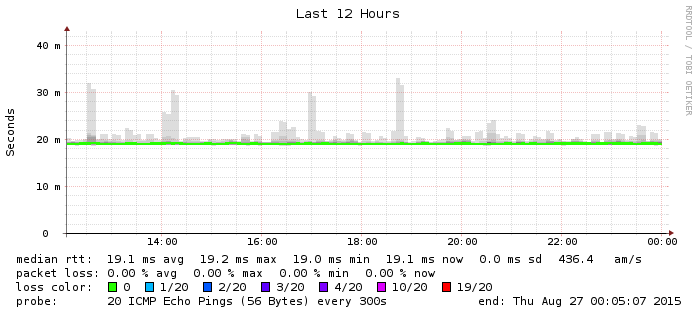 Last 12 Hours
RRDTOOL / TOBI OETIKER
Seconds
40 m
30 m
20 m
10 m
0
14:00 16:00 18:00 20:00 22:00 00:00
median rtt: 19.1 ms avg 19.2 ms max 19.0 ms min 19.1 ms now 0.0 ms sd 436.4 am/s
packet loss: 0.00 % avg 0.00 % max 0.00 % min 0.00 % now
loss color: 0 1/20 2/20 3/20 4/20 10/20 19/20
probe: 20 ICMP Echo Pings (56 Bytes) every 300s end: Thu Aug 27 00:05:07 2015